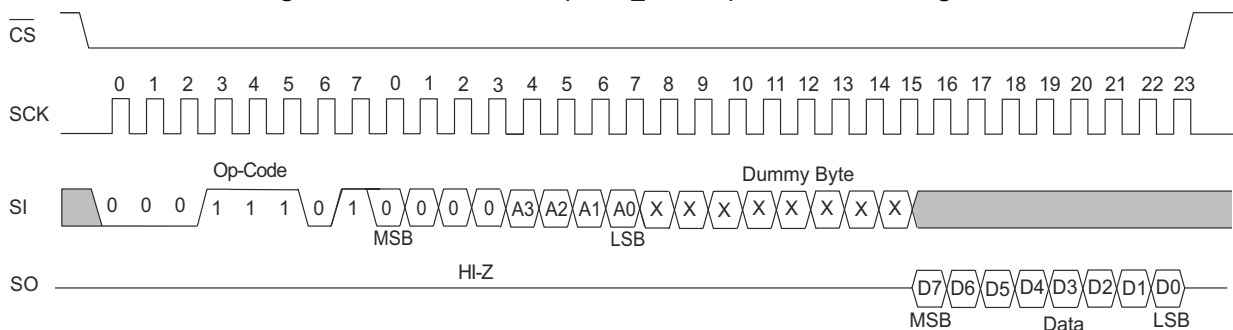 CS
0 1 2 3 4 5 6 7 0 1 2 3 4 5 6 7 8 9 10 11 12 13 14 15 16 17 18 19 20 21 22 23
SCK
Op-Code
Dummy Byte
SI
0 0 0 1 1 1 0 1 0 0 0 0 A3 A2 A1 A0 X X X X X X X X
MSB
LSB
HI-Z
SO
D7 D6 D5 D4 D3 D2 D1 D0
MSB
Data
LSB